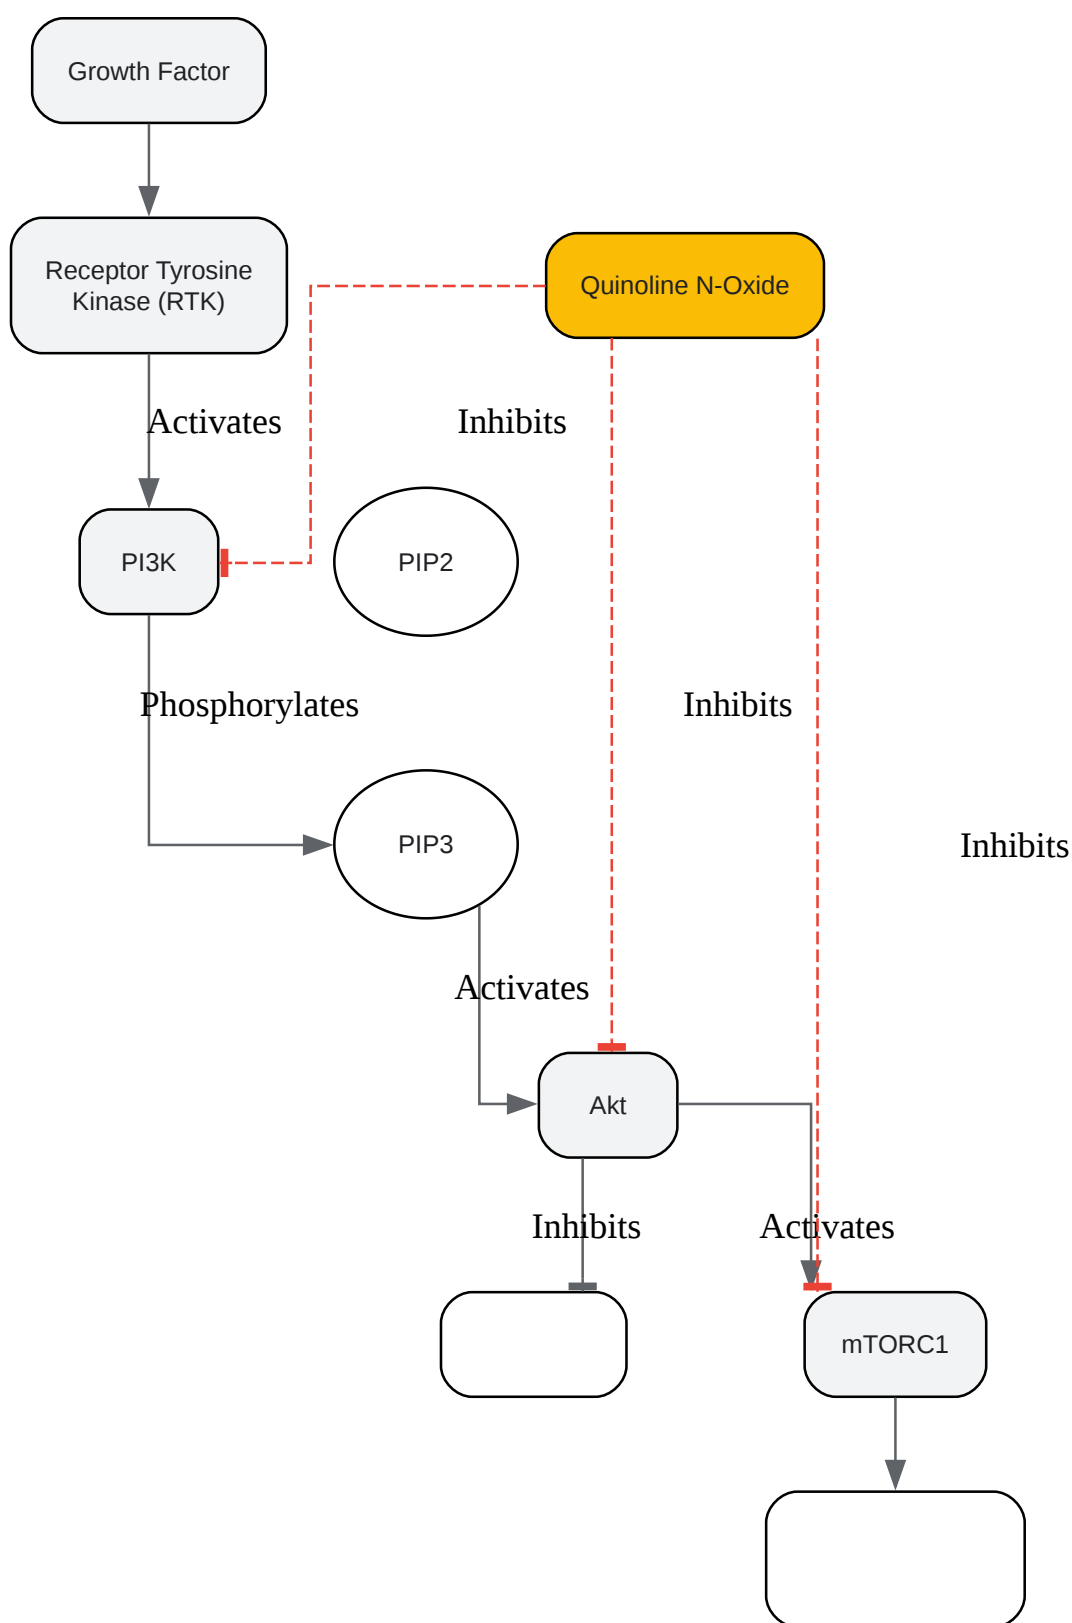 Growth Factor
Receptor Tyrosine
Kinase (RTK)
Quinoline N-Oxide
Activates
Inhibits
PI3K
PIP2
Phosphorylates
Inhibits
PIP3
Inhibits
Activates
Akt
Inhibits
Activates
mTORC1